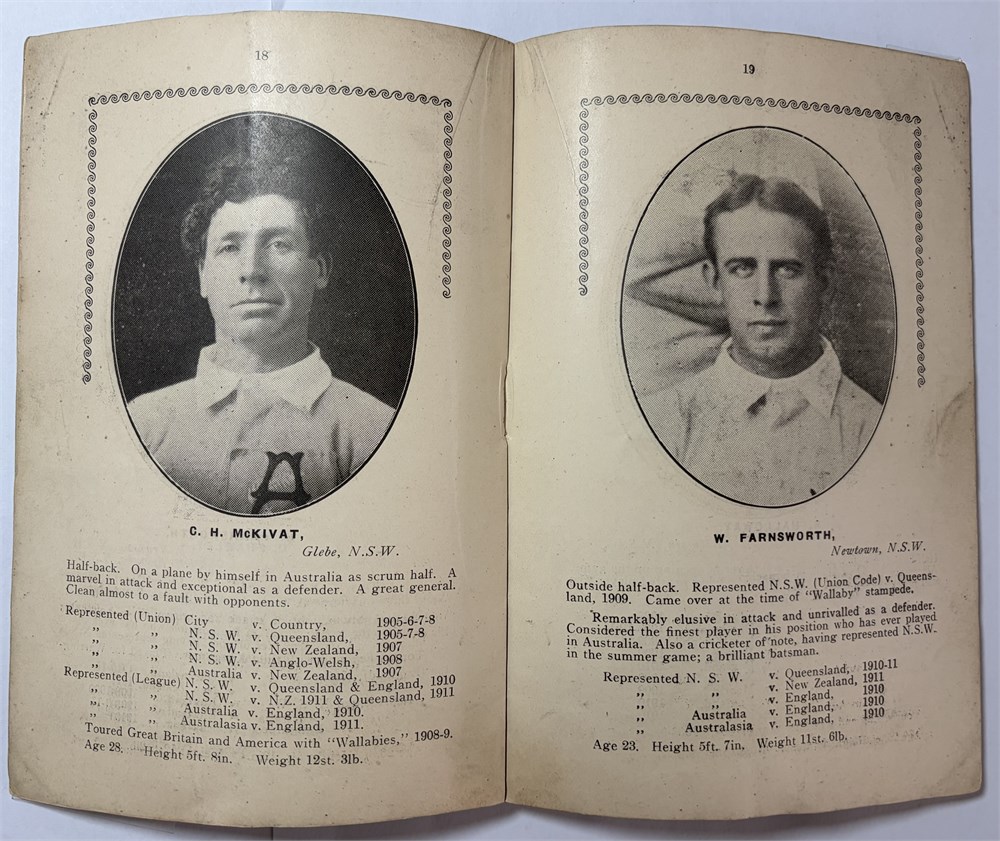 18
A
C. H. McKIVAT,
Glebe, N.S.W.
Half-back. On a plane by himself in Australia as scrum half. A
marvel in attack and exceptional as a defender. A great general.
Clean almost to a fault with opponents.
Represented (Union) City v. Country, 1905-6-7-8
,, ,, N. S. W. v. Queensland, 1905-7-8
,, ,, N. S. W. v. New Zealand, 1907
,, ,, N. S. W. v. Anglo-Welsh, 1908
,, ,, Australia v. New Zealand, 1907
Represented (League) N. S. W. v. Queensland & England, 1910
,, ,, N. S. W. v. N.Z. 1911 & Queensland, 1911
,, ,, Australia v. England, 1910.
,, ,, Australasia v. England, 1911.
Toured Great Britain and America with "Wallabies," 1908-9.
Age 28. Height 5ft. 8in. Weight 12st. 3lb.
19
W. FARNSWORTH,
Newtown, N.S.W.
Outside half-back. Represented N.S.W. (Union Code) v. Queens-
land, 1909. Came over at the time of "Wallaby" stampede.
Remarkably elusive in attack and unrivalled as a defender.
Considered the finest player in his position who has ever played
in Australia. Also a cricketer of note, having represented N.S.W.
in the summer game; a brilliant batsman.
Represented N. S. W. v. Queensland, 1910-11
,, ,, v. New Zealand, 1911
,, ,, v. England, 1910
,, Australia v. England, 1910
,, Australasia v. England, 1910
Age 23. Height 5ft. 7in. Weight 11st. 6lb.